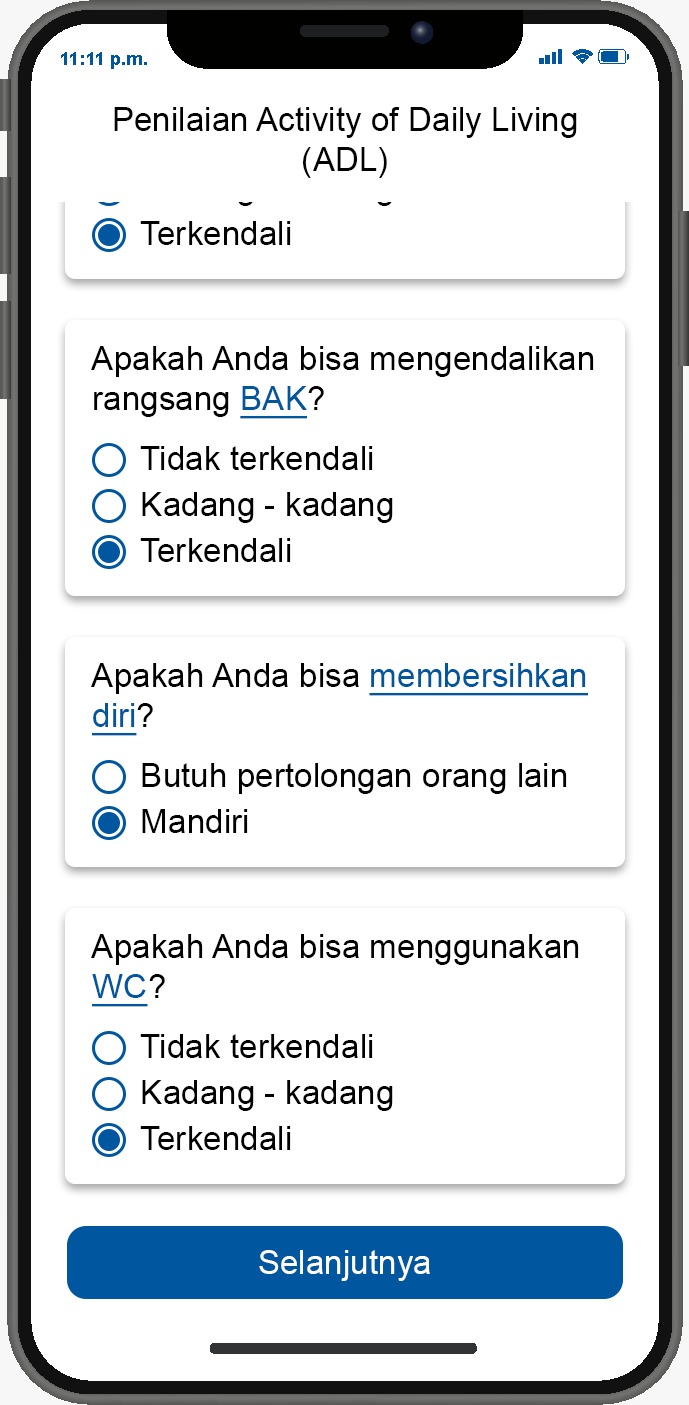 11:11 p.m.
Penilaian Activity of Daily Living
(ADL)
Terkendali
Apakah Anda bisa mengendalikan
rangsang BAK?
Tidak terkendali
Kadang - kadang
Terkendali
Apakah Anda bisa membersihkan
diri?
Butuh pertolongan orang lain
Mandiri
Apakah Anda bisa menggunakan
WC?
Tidak terkendali
Kadang - kadang
Terkendali
Selanjutnya